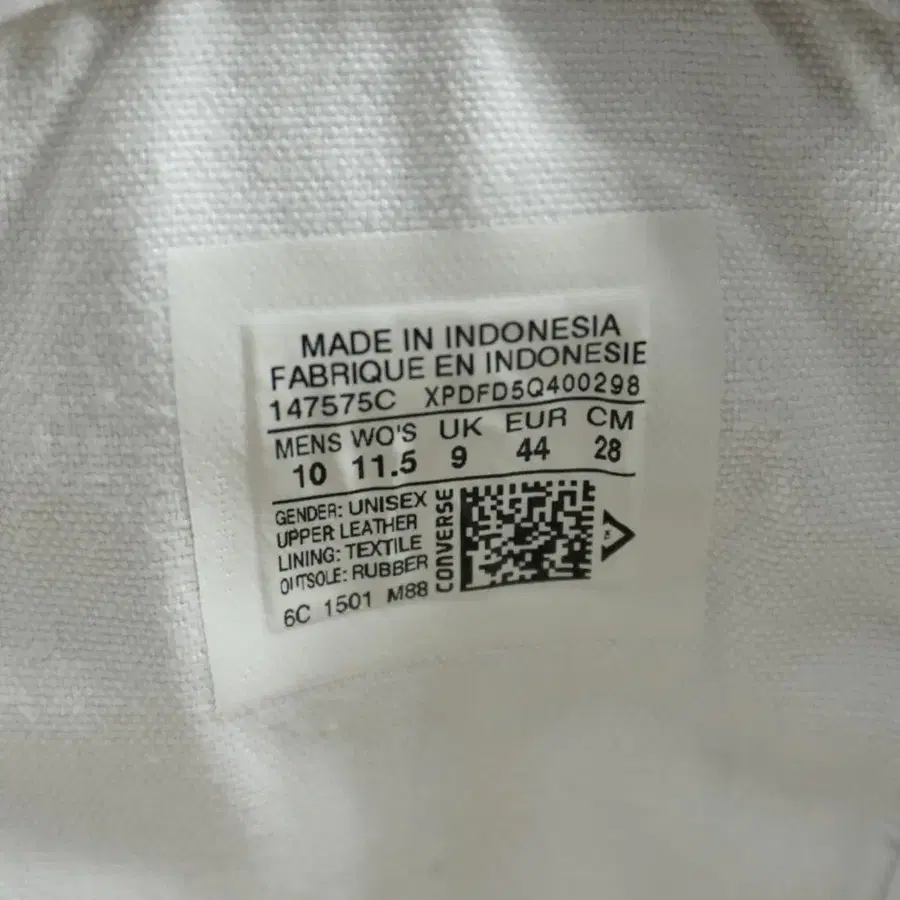 MADE IN INDONESIA
FABRIQUE EN INDONESIE
147575C XPDFD5Q400298
MENS WO'S UK EUR CM
10 11.5 9 44 28
GENDER: UNISEX
UPPER: LEATHER
LINING: TEXTILE
OUTSOLE: RUBBER
6C 1501 M88
CONVERSE
TM